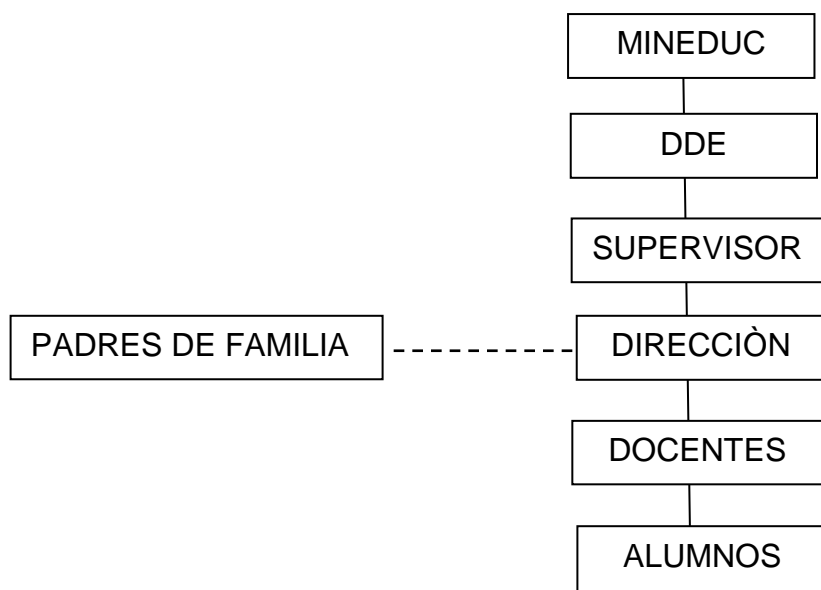 MINEDUC
DDE
SUPERVISOR
PADRES DE FAMILIA
DIRECCIÒN
DOCENTES
ALUMNOS